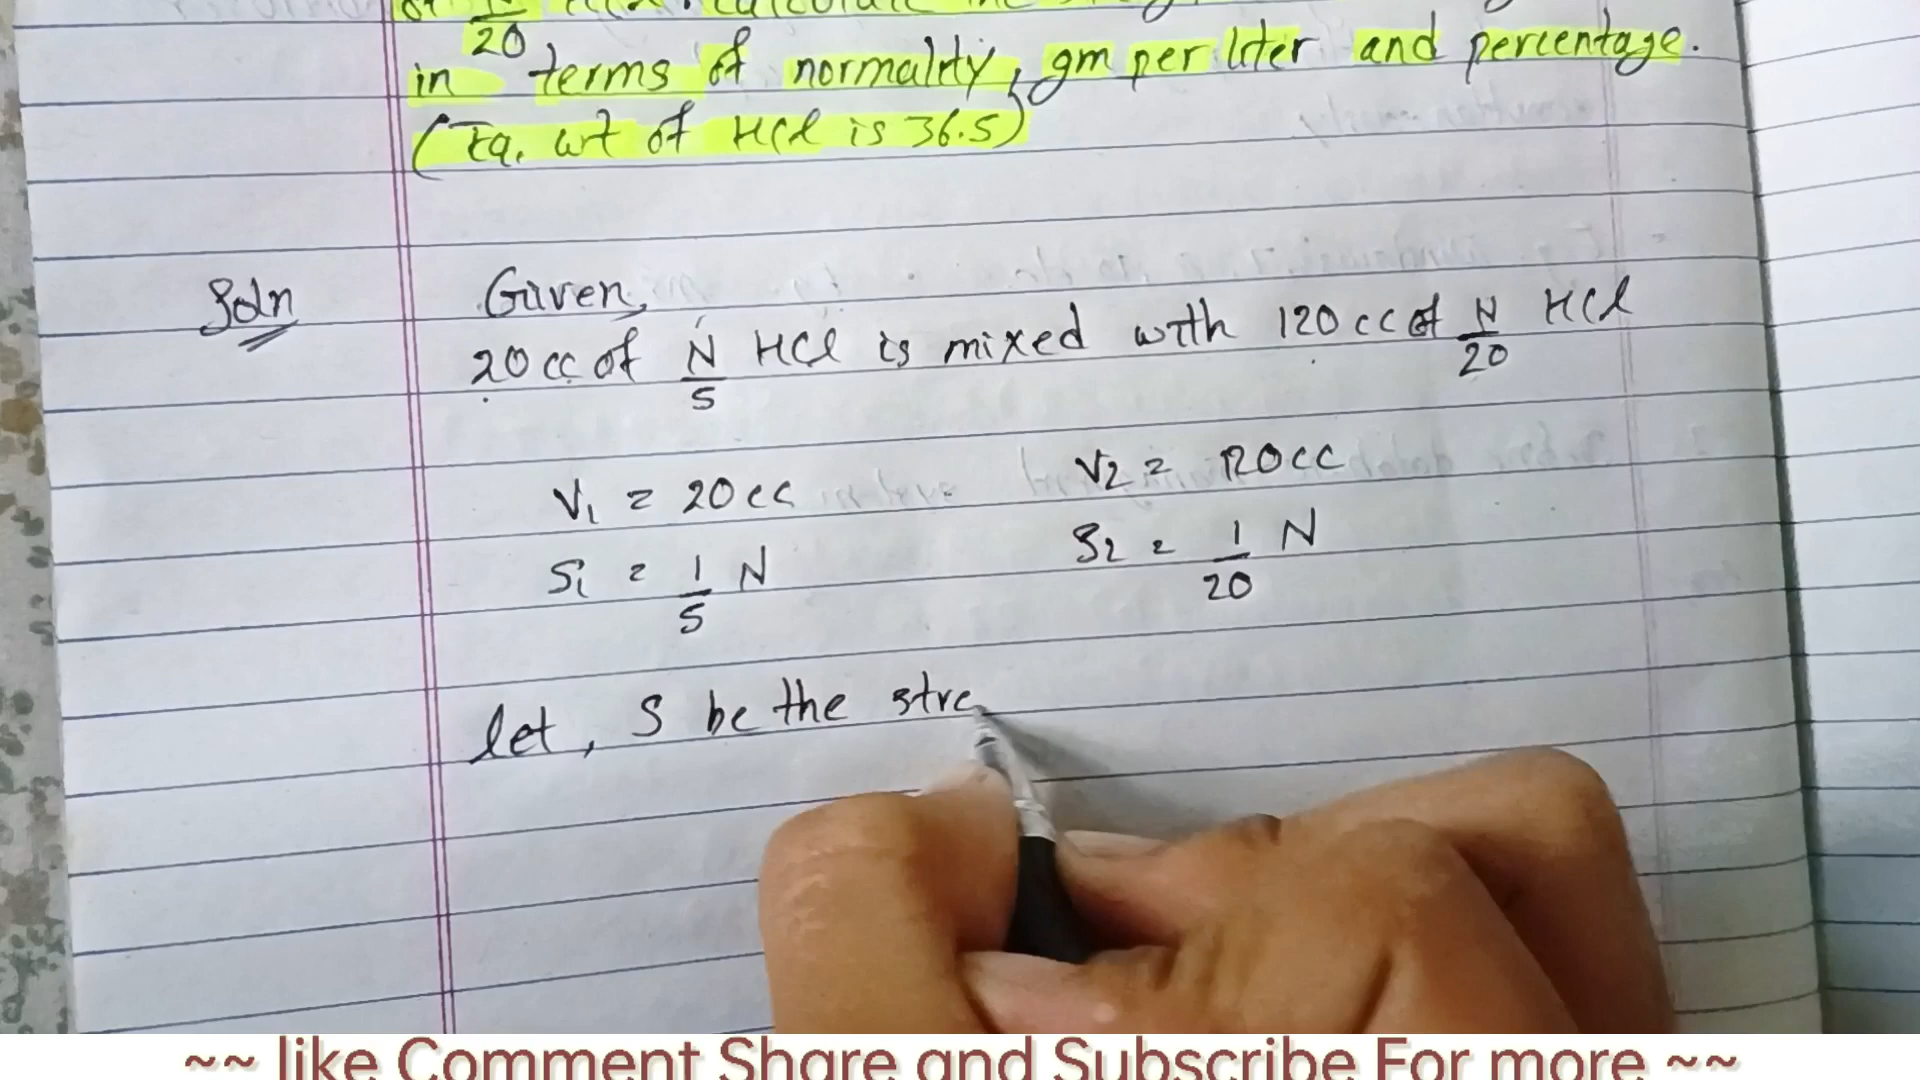 of N/20
in terms of normality, gm per liter and percentage.
(Eq. wt of HCl is 36.5)
Soln
Given,
20 cc of N/5 HCl is mixed with 120 cc of N/20 HCl
V1 = 20 cc V2 = 120 cc
S1 = 1/5 N S2 = 1/20 N
let, S be the stre
~~ like Comment Share and Subscribe For more ~~